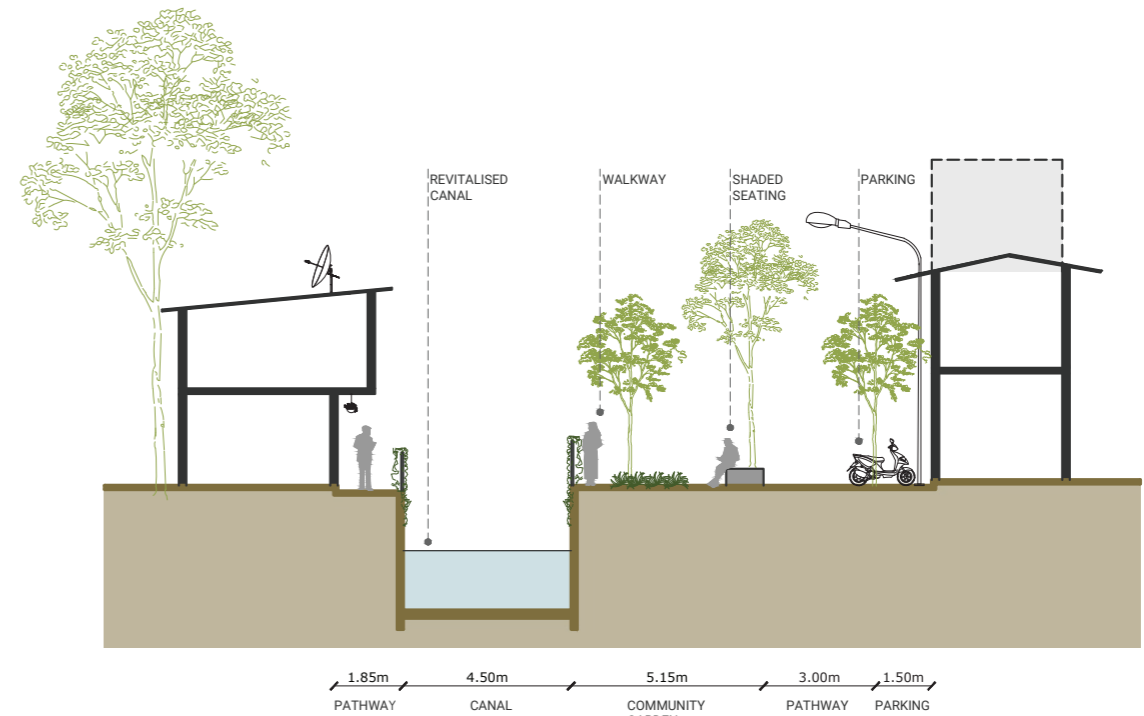 REVITALISED
CANAL
WALKWAY
SHADED
SEATING
PARKING
1.85m
4.50m
5.15m
3.00m
1.50m
PATHWAY
CANAL
COMMUNITY
PATHWAY
PARKING